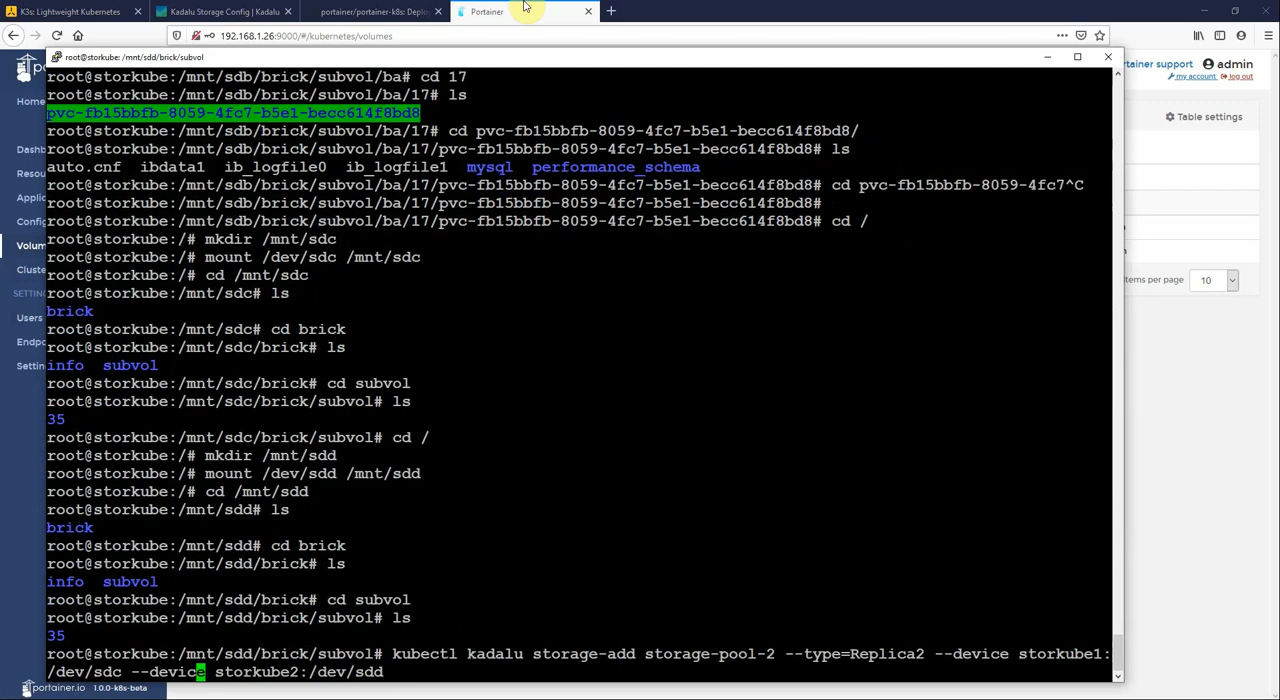 K3s: Lightweight Kubernetes
Kadalu Storage Config | Kadalu
portainer/portainer-k8s: Deplo
Portainer
192.168.1.26:9000/#/kubernetes/volumes
root@storkube: /mnt/sdd/brick/subvol
root@storkube:/mnt/sdb/brick/subvol/ba# cd 17
root@storkube:/mnt/sdb/brick/subvol/ba/17# ls
pvc-fb15bbfb-8059-4fc7-b5e1-becc614f8bd8
root@storkube:/mnt/sdb/brick/subvol/ba/17# cd pvc-fb15bbfb-8059-4fc7-b5e1-becc614f8bd8/
root@storkube:/mnt/sdb/brick/subvol/ba/17/pvc-fb15bbfb-8059-4fc7-b5e1-becc614f8bd8# ls
auto.cnf  ibdata1  ib_logfile0  ib_logfile1  mysql  performance_schema
root@storkube:/mnt/sdb/brick/subvol/ba/17/pvc-fb15bbfb-8059-4fc7-b5e1-becc614f8bd8# cd pvc-fb15bbfb-8059-4fc7^C
root@storkube:/mnt/sdb/brick/subvol/ba/17/pvc-fb15bbfb-8059-4fc7-b5e1-becc614f8bd8#
root@storkube:/mnt/sdb/brick/subvol/ba/17/pvc-fb15bbfb-8059-4fc7-b5e1-becc614f8bd8# cd /
root@storkube:/# mkdir /mnt/sdc
root@storkube:/# mount /dev/sdc /mnt/sdc
root@storkube:/# cd /mnt/sdc
root@storkube:/mnt/sdc# ls
brick
root@storkube:/mnt/sdc# cd brick
root@storkube:/mnt/sdc/brick# ls
info  subvol
root@storkube:/mnt/sdc/brick# cd subvol
root@storkube:/mnt/sdc/brick/subvol# ls
35
root@storkube:/mnt/sdc/brick/subvol# cd /
root@storkube:/# mkdir /mnt/sdd
root@storkube:/# mount /dev/sdd /mnt/sdd
root@storkube:/# cd /mnt/sdd
root@storkube:/mnt/sdd# ls
brick
root@storkube:/mnt/sdd# cd brick
root@storkube:/mnt/sdd/brick# ls
info  subvol
root@storkube:/mnt/sdd/brick# cd subvol
root@storkube:/mnt/sdd/brick/subvol# ls
35
root@storkube:/mnt/sdd/brick/subvol# kubectl kadalu storage-add storage-pool-2 --type=Replica2 --device storkube1:
/dev/sdc --device storkube2:/dev/sdd
por
Home
Dashb
Resou
Applic
Config
Volum
Cluste
SETTIN
Users
Endpo
Settin
rtainer support
admin
my account
log out
Table settings
tems per page
10
portainer.io
1.0.0-k8s-beta